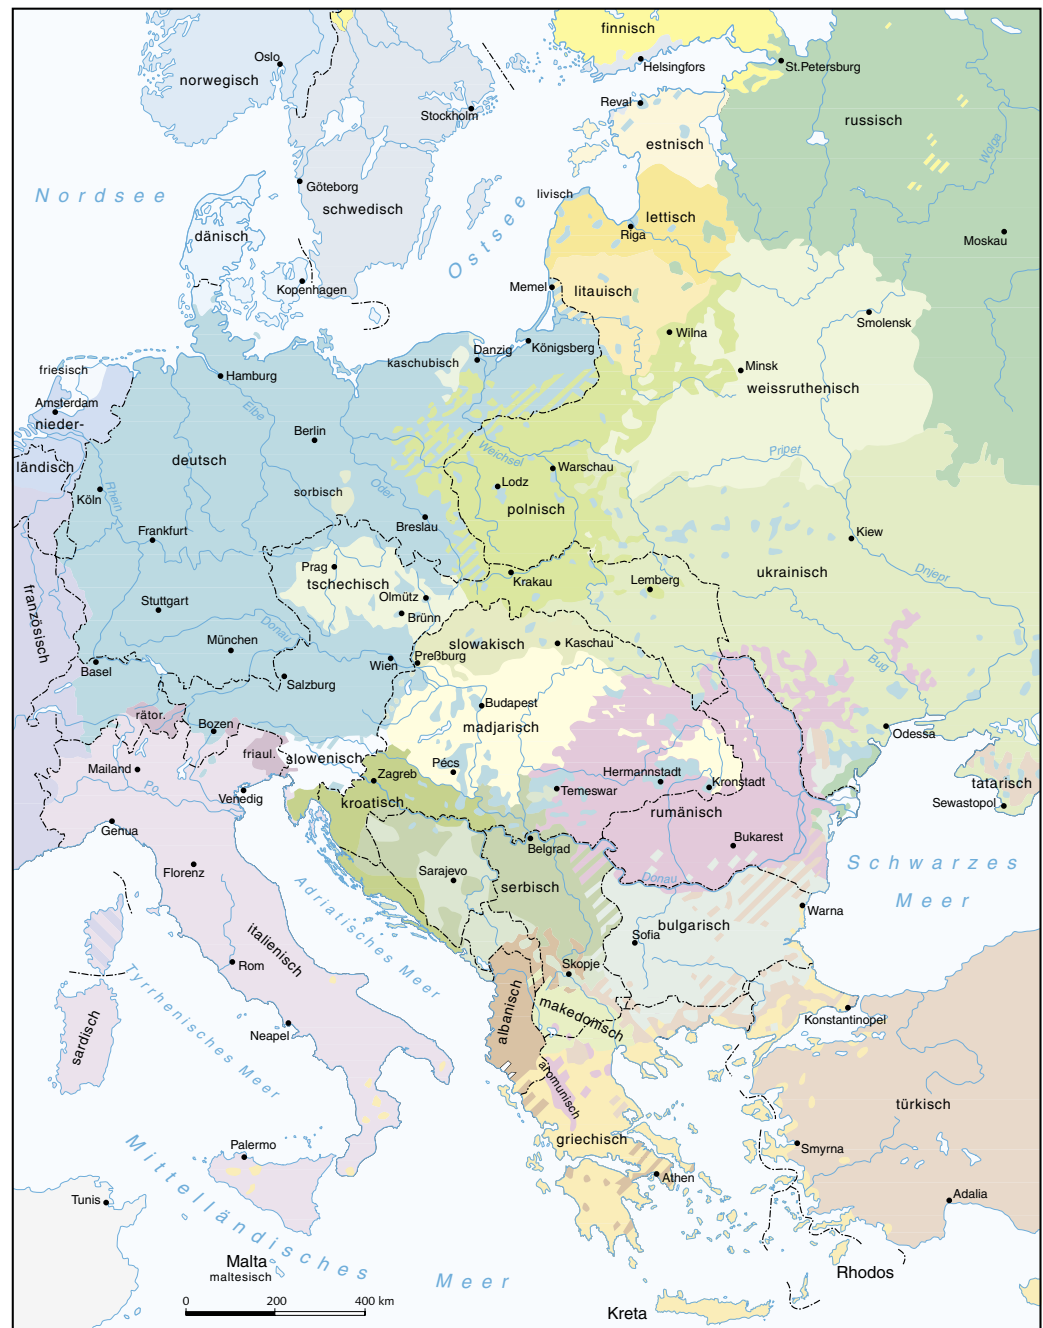 finnisch
Oslo
Helsingfors
St.Petersburg
norwegisch
Reval
Stockholm
russisch
estnisch
Wolga
Nordsee
Göteborg
livisch
schwedisch
lettisch
dänisch
Ostsee
Riga
Moskau
Kopenhagen
Memel
litauisch
Smolensk
Wilna
Königsberg
Danzig
kaschubisch
friesisch
Hamburg
Minsk
weissruthenisch
Amsterdam
nieder-
Elbe
Berlin
Weichsel
Pripet
deutsch
ländisch
Warschau
Lodz
Köln
Rhein
sorbisch
Oder
polnisch
Breslau
Frankfurt
Kiew
Prag
tschechisch
Krakau
Lemberg
ukrainisch
Dnjepr
französisch
Stuttgart
Olmütz
Brünn
Donau
München
slowakisch
Kaschau
Basel
Wien
Preßburg
Bug
Salzburg
rätor.
Bozen
Budapest
madjarisch
Odessa
friaul.
slowenisch
Mailand
Po
Pécs
Zagreb
Hermannstadt
Kronstadt
tatarisch
Venedig
kroatisch
Temeswar
rumänisch
Sewastopol
Genua
Belgrad
Bukarest
Florenz
Sarajevo
serbisch
Donau
Schwarzes
Meer
Adriatisches Meer
Warna
bulgarisch
italienisch
Sofia
Rom
Skopje
Tyrrhenisches Meer
albanisch
makedonisch
Konstantinopel
sardisch
Neapel
aromunisch
türkisch
griechisch
Palermo
Smyrna
Mittelländisches
Meer
Athen
Tunis
Adalia
Malta
maltesisch
Rhodos
0 200 400 km
Kreta